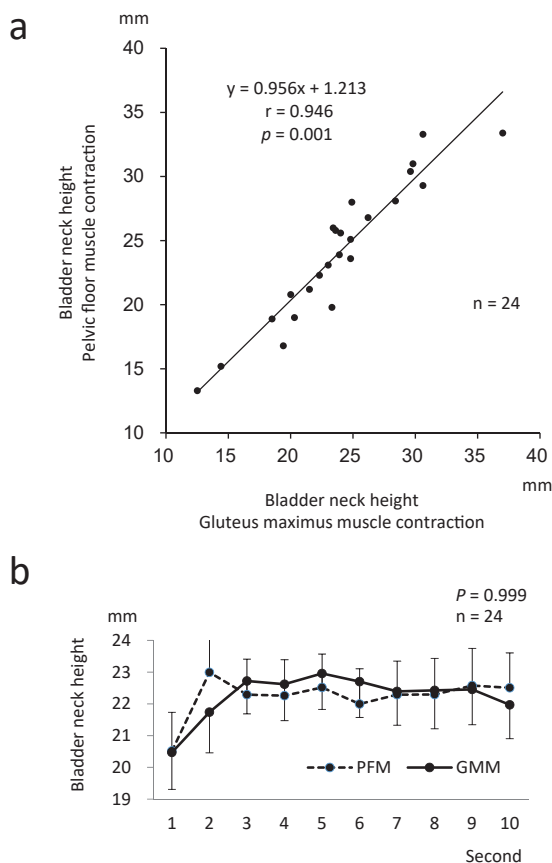 a
mm
40
35
30
25
20
15
10
y = 0.956x + 1.213
r = 0.946
p = 0.001
n = 24
Bladder neck height
Pelvic floor muscle contraction
10 15 20 25 30 35 40
mm
Bladder neck height
Gluteus maximus muscle contraction
b
P = 0.999
n = 24
mm
24
23
22
21
20
19
Bladder neck height
PFM GMM
1 2 3 4 5 6 7 8 9 10
Second